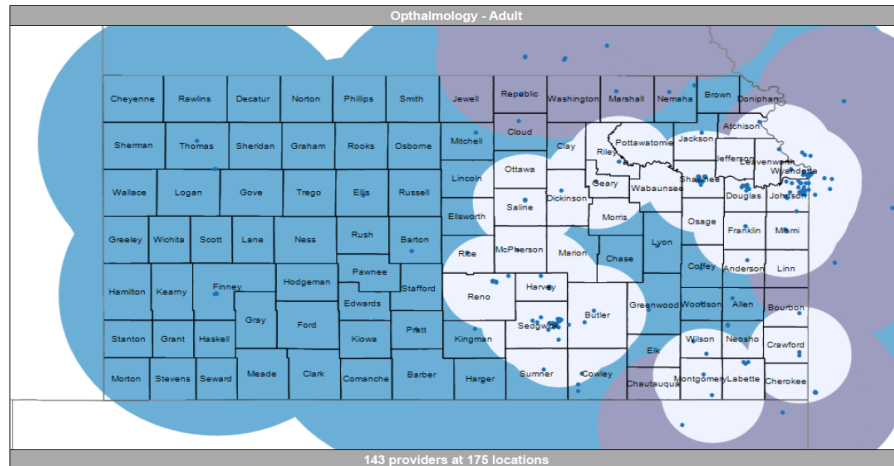 Opthalmology - Adult
Cheyenne Rawlins Decatur Norton Phillips Smith Jewell Republic Washington Marshall Nemaha Brown Doniphan
Atchison
Sherman Thomas Sheridan Graham Rooks Osborne Mitchell Cloud Clay Riley Pottawatomie Jackson
Jefferson Leavenworth
Wyandotte
Ottawa
Wallace Logan Gove Trego Ellis Russell Lincoln Saline Dickinson Geary Wabaunsee Shawnee Douglas Johnson
Ellsworth Morris Osage
Greeley Wichita Scott Lane Ness Rush Barton Rice McPherson Marion Chase Lyon Franklin Miami
Pawnee Coffey Anderson Linn
Hamilton Kearny Finney Hodgeman Stafford Reno Harvey
Edwards Greenwood Woodson Allen Bourbon
Gray Ford Sedgwick Butler
Stanton Grant Haskell Kiowa Pratt Kingman Wilson Neosho Crawford
Elk
Morton Stevens Seward Meade Clark Comanche Barber Harger Sumner Cowley Chautauqua Montgomery Labette Cherokee
143 providers at 175 locations